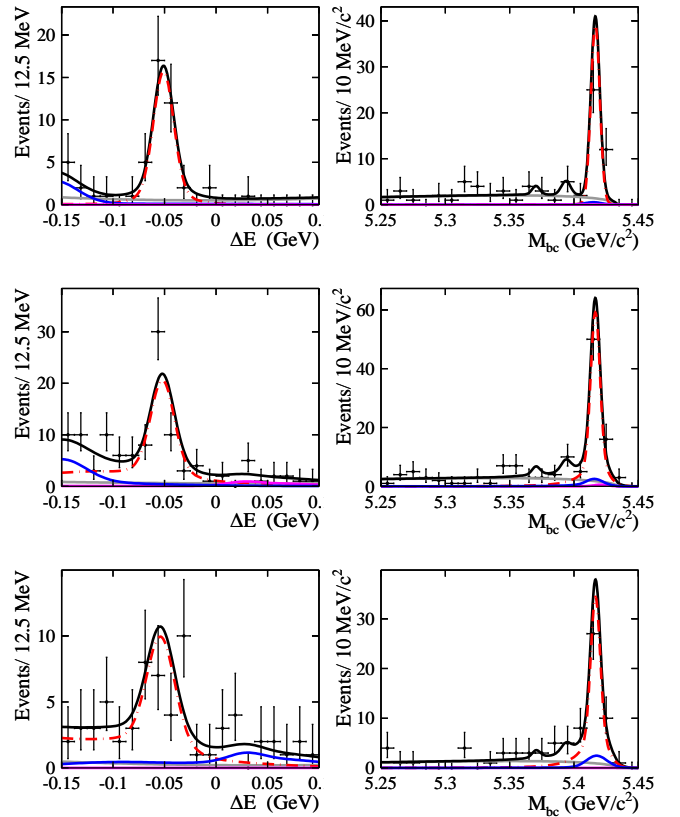 Events/ 12.5 MeV
20
15
10
5
0
-0.15 -0.1 -0.05 0 0.05 0.
ΔE (GeV)
Events/ 10 MeV/c²
40
30
20
10
0
5.25 5.3 5.35 5.4 5.45
M_bc (GeV/c²)
Events/ 12.5 MeV
30
20
10
0
-0.15 -0.1 -0.05 0 0.05 0.
ΔE (GeV)
Events/ 10 MeV/c²
60
40
20
0
5.25 5.3 5.35 5.4 5.45
M_bc (GeV/c²)
Events/ 12.5 MeV
10
5
0
-0.15 -0.1 -0.05 0 0.05 0.
ΔE (GeV)
Events/ 10 MeV/c²
30
20
10
0
5.25 5.3 5.35 5.4 5.45
M_bc (GeV/c²)